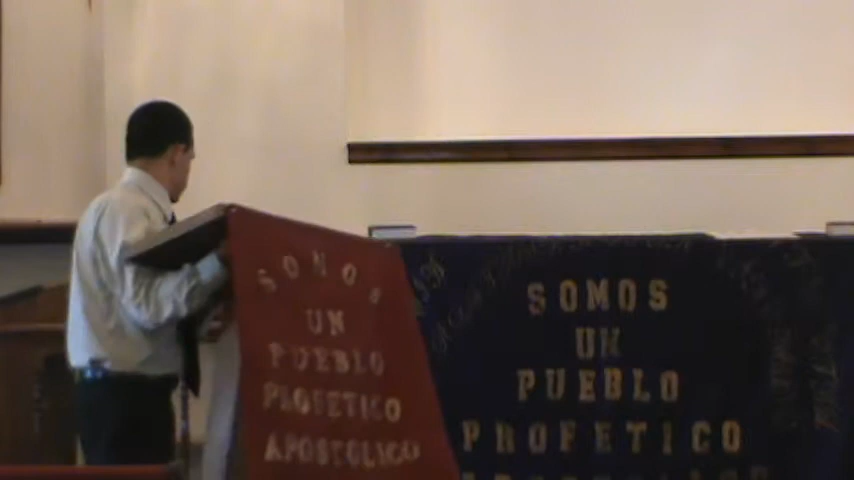 SOMOS
UN
PUEBLO
PROFETICO
APOSTOLICO
SOMOS
UN
PUEBLO
PROFETICO